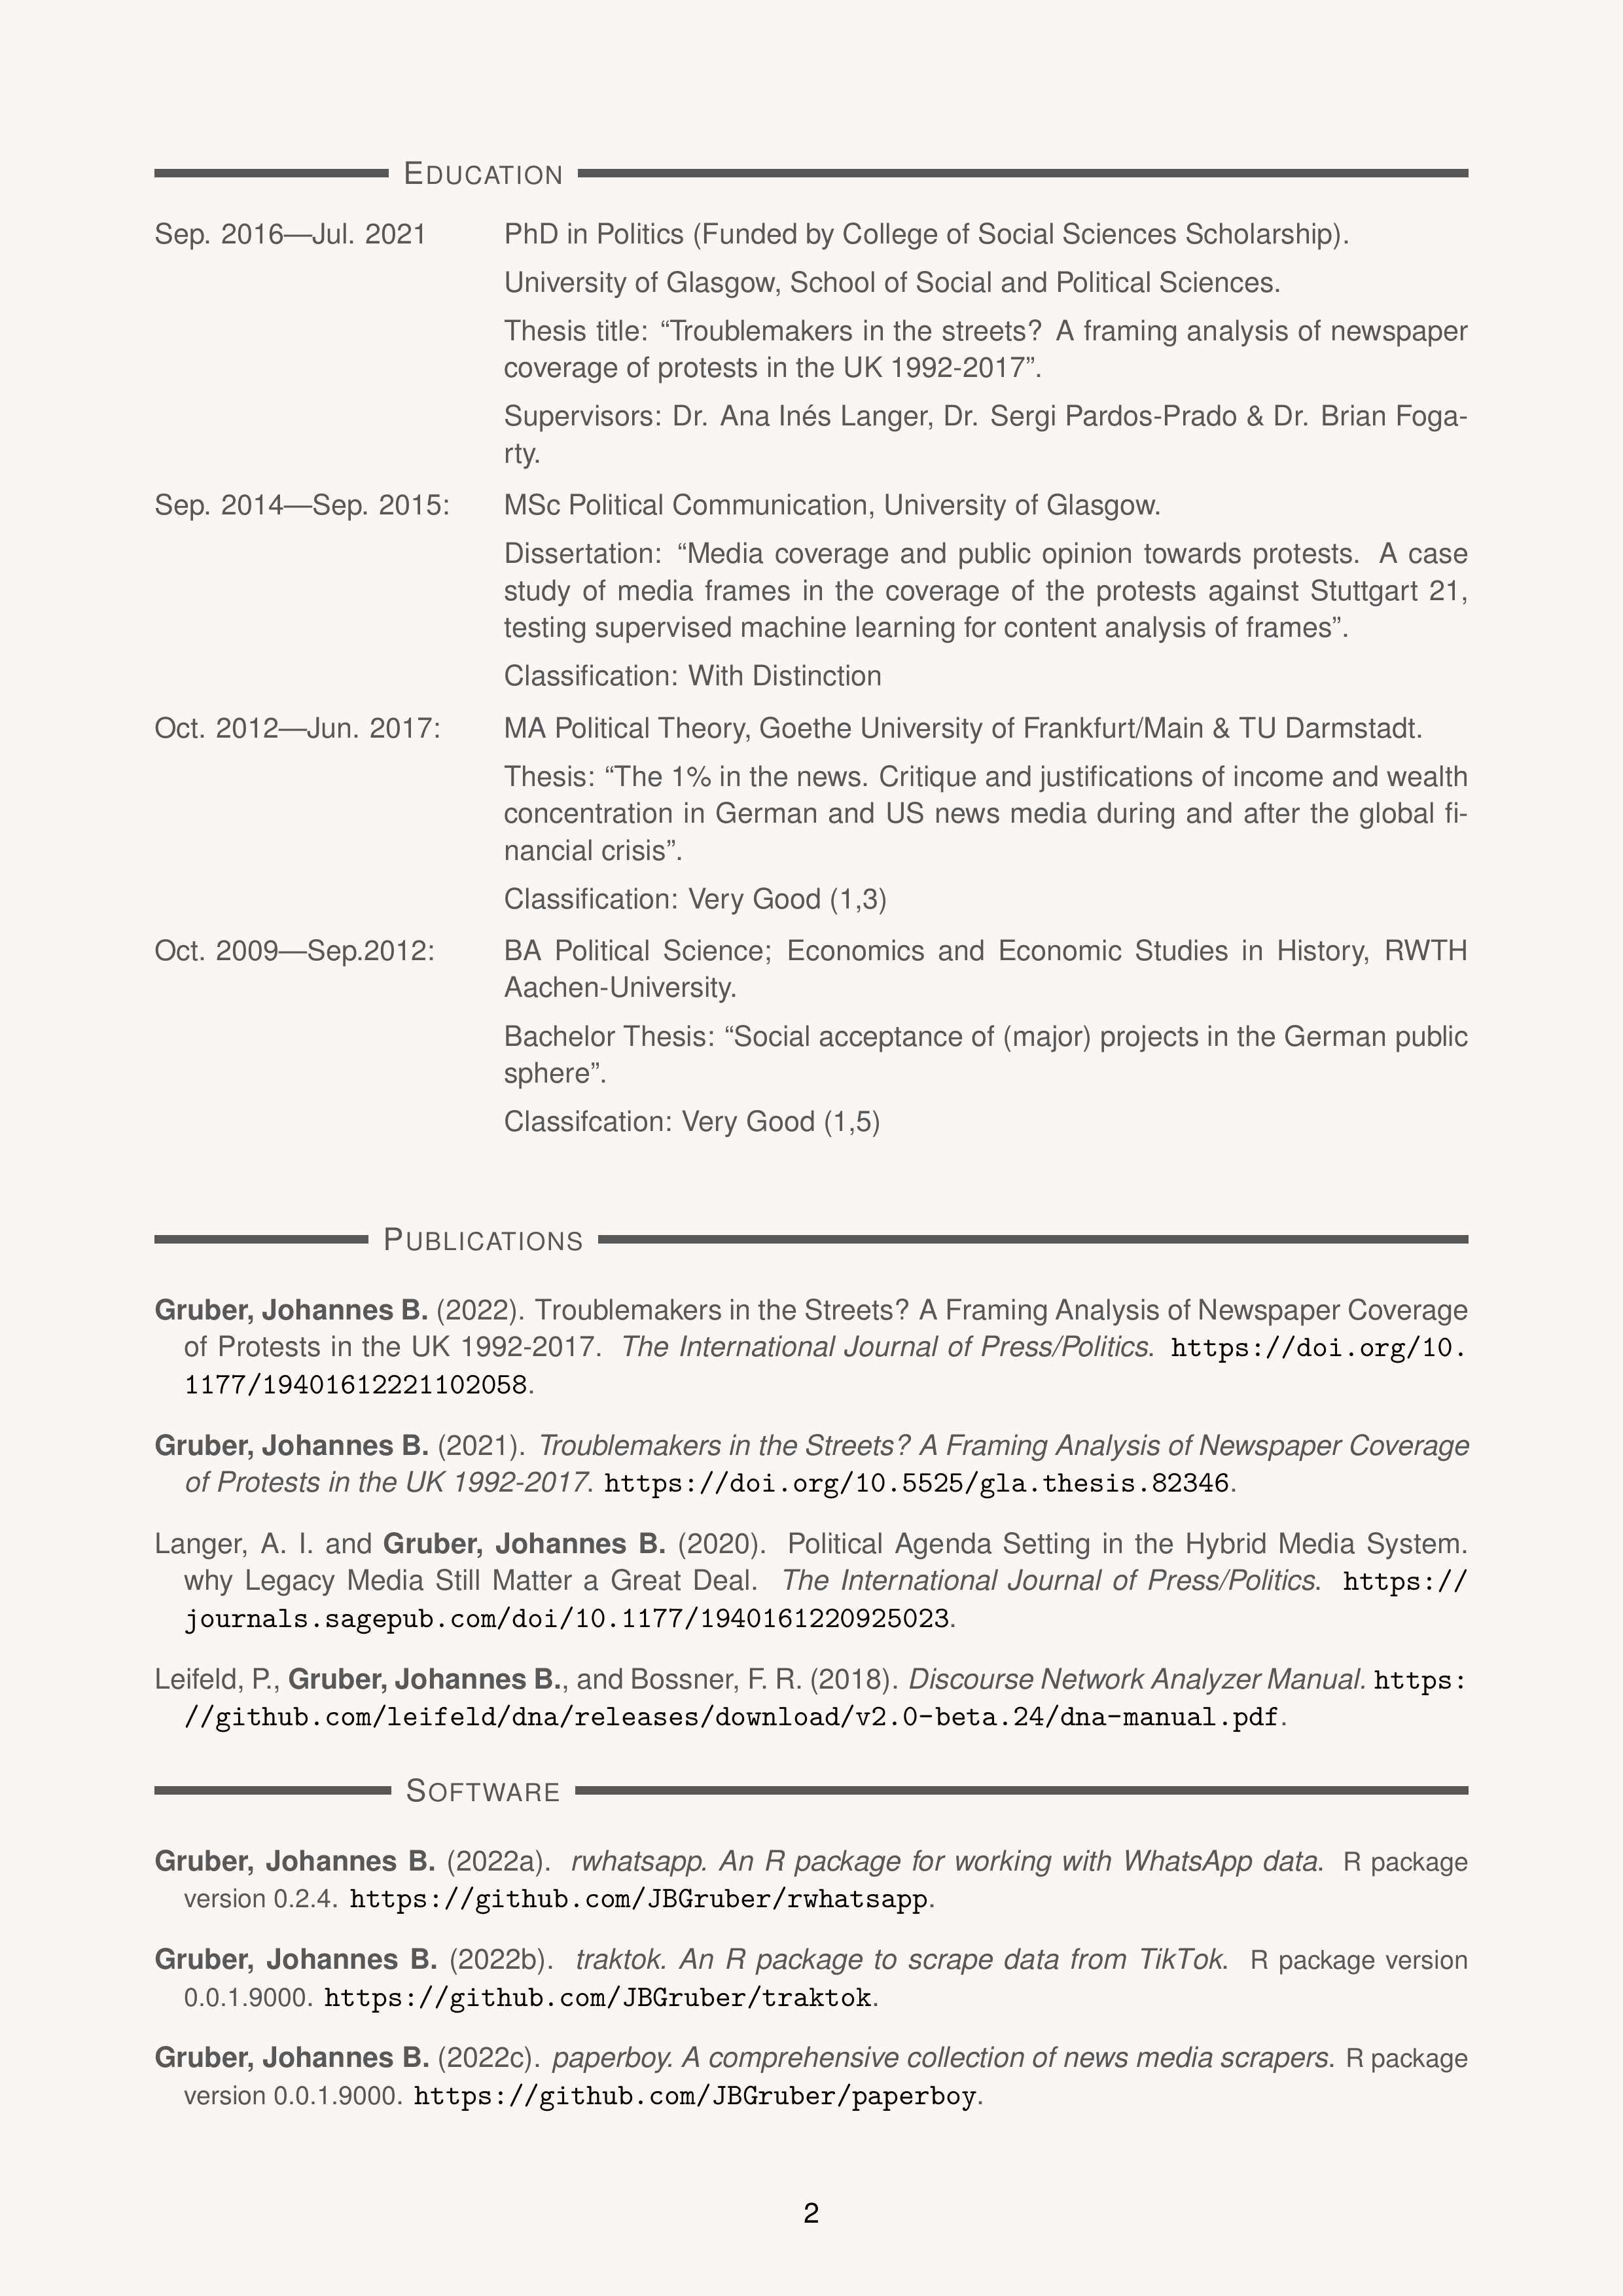 EDUCATION
Sep. 2016—Jul. 2021 PhD in Politics (Funded by College of Social Sciences Scholarship).
University of Glasgow, School of Social and Political Sciences.
Thesis title: “Troublemakers in the streets? A framing analysis of newspaper
coverage of protests in the UK 1992-2017”.
Supervisors: Dr. Ana Inés Langer, Dr. Sergi Pardos-Prado & Dr. Brian Foga-
rty.
Sep. 2014—Sep. 2015: MSc Political Communication, University of Glasgow.
Dissertation: “Media coverage and public opinion towards protests. A case
study of media frames in the coverage of the protests against Stuttgart 21,
testing supervised machine learning for content analysis of frames”.
Classification: With Distinction
Oct. 2012—Jun. 2017: MA Political Theory, Goethe University of Frankfurt/Main & TU Darmstadt.
Thesis: “The 1% in the news. Critique and justifications of income and wealth
concentration in German and US news media during and after the global fi-
nancial crisis”.
Classification: Very Good (1,3)
Oct. 2009—Sep.2012: BA Political Science; Economics and Economic Studies in History, RWTH
Aachen-University.
Bachelor Thesis: “Social acceptance of (major) projects in the German public
sphere”.
Classifcation: Very Good (1,5)
PUBLICATIONS
Gruber, Johannes B. (2022). Troublemakers in the Streets? A Framing Analysis of Newspaper Coverage
of Protests in the UK 1992-2017. The International Journal of Press/Politics. https://doi.org/10.
1177/19401612221102058.
Gruber, Johannes B. (2021). Troublemakers in the Streets? A Framing Analysis of Newspaper Coverage
of Protests in the UK 1992-2017. https://doi.org/10.5525/gla.thesis.82346.
Langer, A. I. and Gruber, Johannes B. (2020). Political Agenda Setting in the Hybrid Media System.
why Legacy Media Still Matter a Great Deal. The International Journal of Press/Politics. https://
journals.sagepub.com/doi/10.1177/1940161220925023.
Leifeld, P., Gruber, Johannes B., and Bossner, F. R. (2018). Discourse Network Analyzer Manual. https:
//github.com/leifeld/dna/releases/download/v2.0-beta.24/dna-manual.pdf.
SOFTWARE
Gruber, Johannes B. (2022a). rwhatsapp. An R package for working with WhatsApp data. R package
version 0.2.4. https://github.com/JBGruber/rwhatsapp.
Gruber, Johannes B. (2022b). traktok. An R package to scrape data from TikTok. R package version
0.0.1.9000. https://github.com/JBGruber/traktok.
Gruber, Johannes B. (2022c). paperboy. A comprehensive collection of news media scrapers. R package
version 0.0.1.9000. https://github.com/JBGruber/paperboy.
2